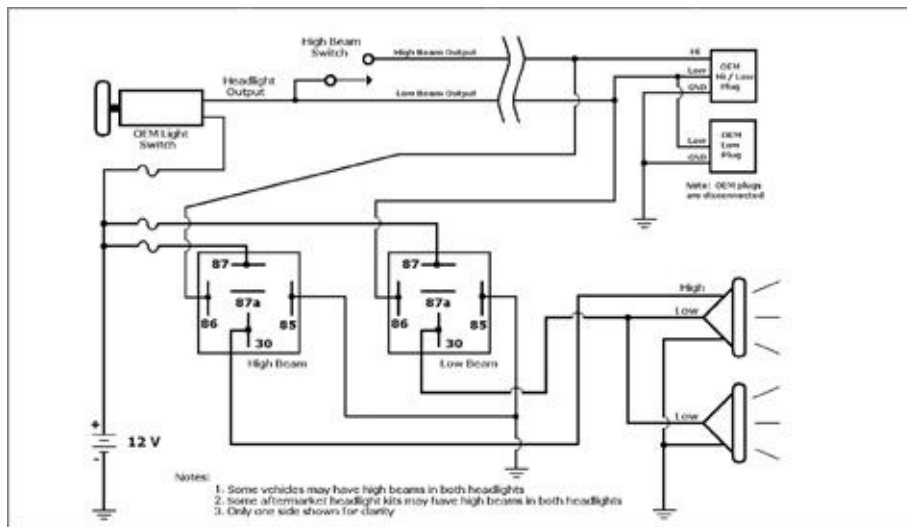 High Beam
Switch
High Beam Output
Headlight
Output
Low Beam Output
OEM Light
Switch
Hi
Low
GND
OEM
Hi / Low
Plug
Low
GND
OEM
Low
Plug
Note: OEM plugs
are disconnected
87
87a
86
85
30
High Beam
87
87a
86
85
30
Low Beam
High
Low
Low
+
12 V
-
Notes:
1. Some vehicles may have high beams in both headlights
2. Some aftermarket headlight kits may have high beams in both headlights
3. Only one side shown for clarity